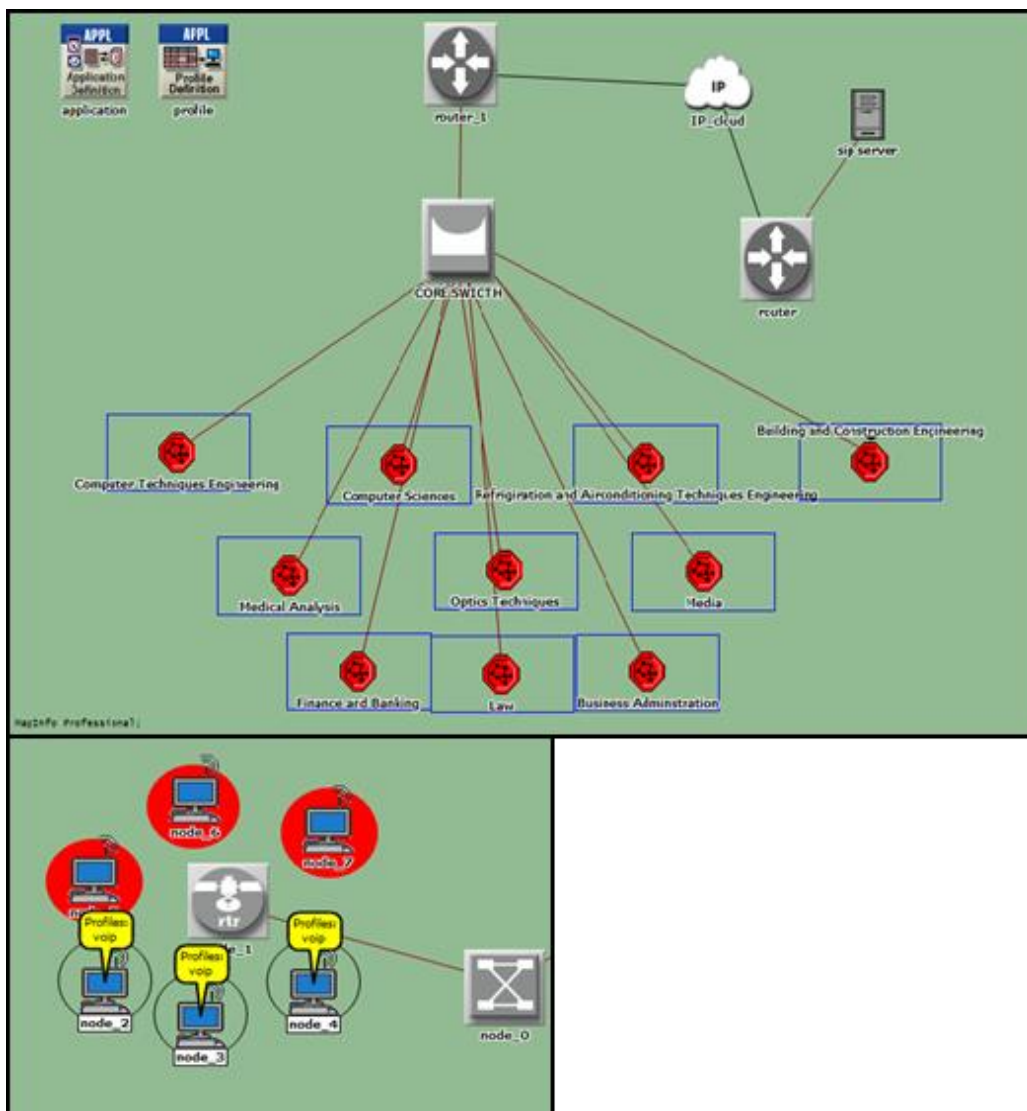 APPL
Application
Definition
application
APPL
Profile
Definition
profile
router_1
IP
IP_cloud
sip server
CORE SWICTH
router
Building and Construction Engineering
Computer Techniques Engineering
Computer Sciences
Refrigiration and Airconditioning Techniques Engineering
Medical Analysis
Optics Techniques
Media
Finance and Banking
Law
Business Adminstration
MapInfo Professional;
node_6
node_7
rtr
Profiles:
voip
Profiles:
voip
Profiles:
voip
node_2
node_3
node_4
node_0